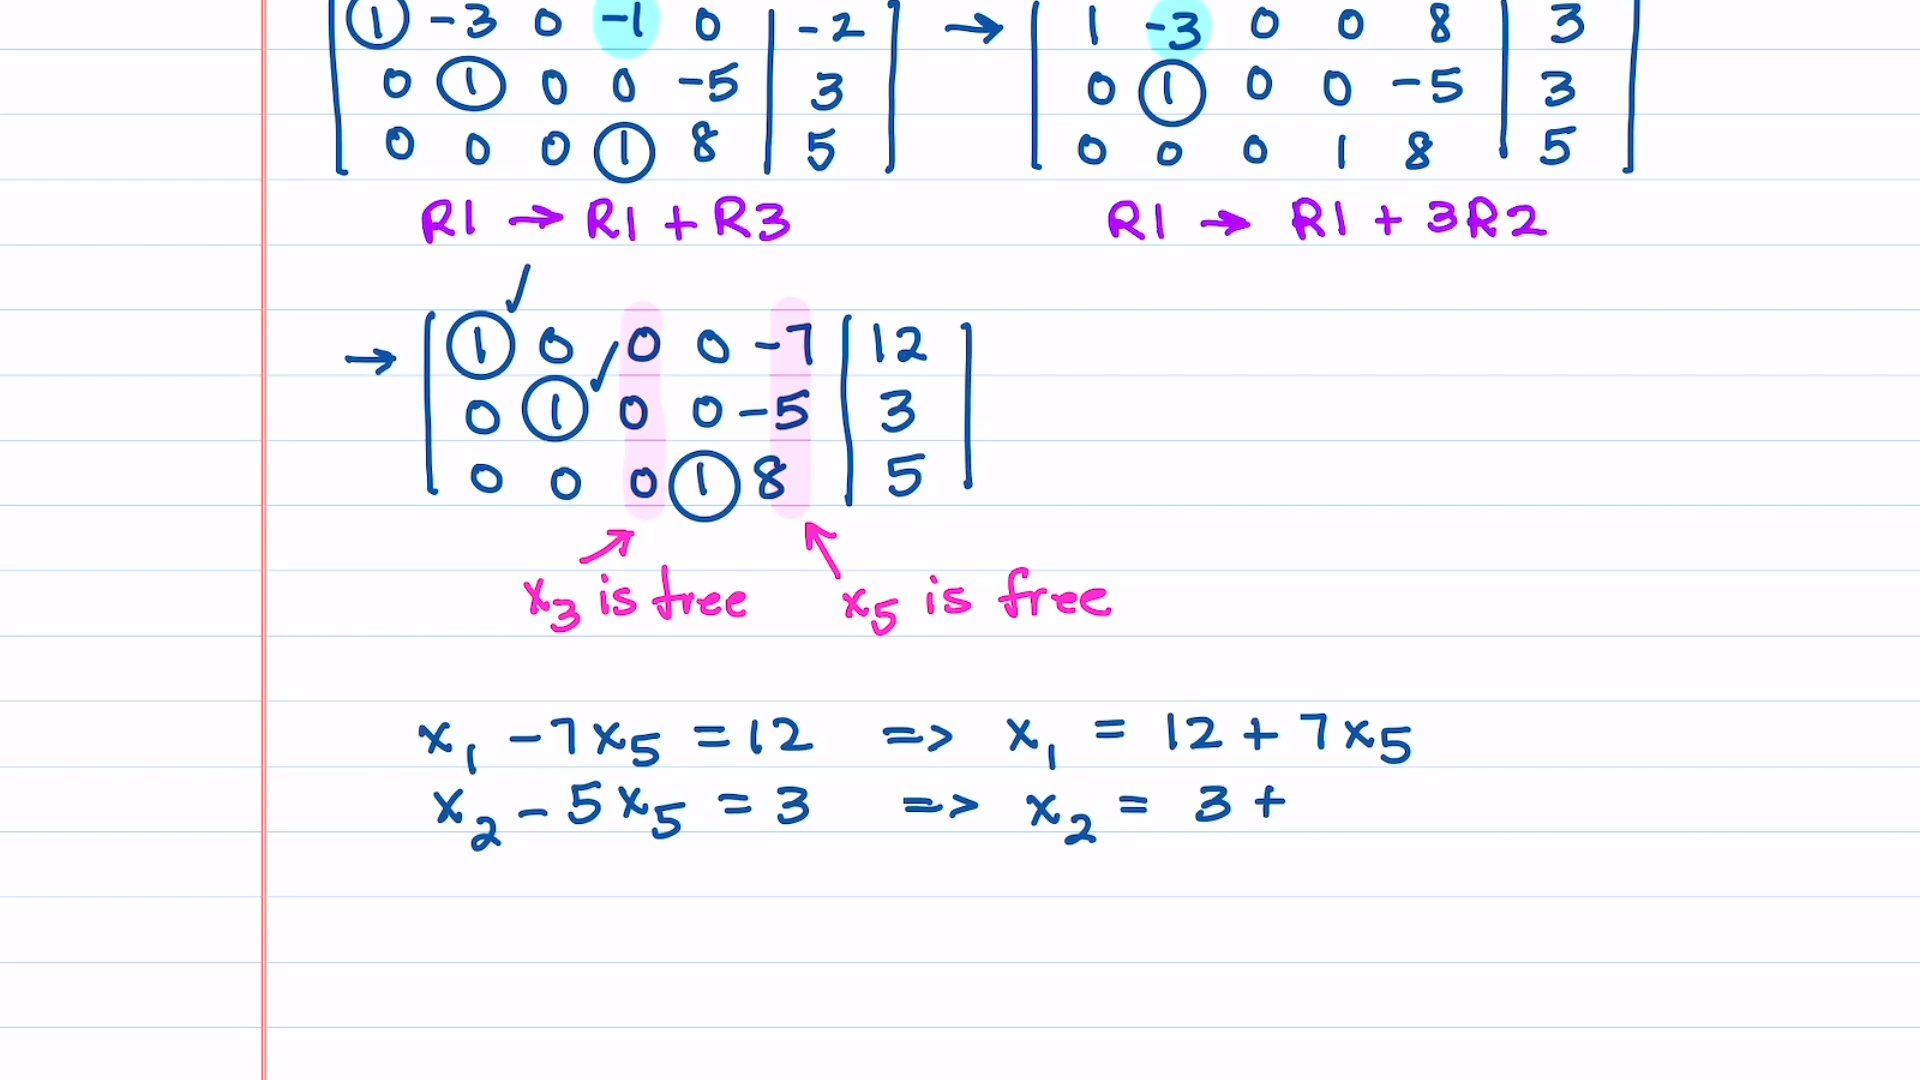 1 -3 0 -1 0 | -2 → 1 -3 0 0 8 | 3
0 1 0 0 -5 | 3 0 1 0 0 -5 | 3
0 0 0 1 8 | 5 0 0 0 1 8 | 5
R1 → R1 + R3 R1 → R1 + 3R2
✓
→ 1 0 0 0 -7 | 12
0 1 ✓ 0 0 -5 | 3
0 0 0 1 8 | 5
x₃ is free x₅ is free
x₁ - 7x₅ = 12 => x₁ = 12 + 7x₅
x₂ - 5x₅ = 3 => x₂ = 3 +